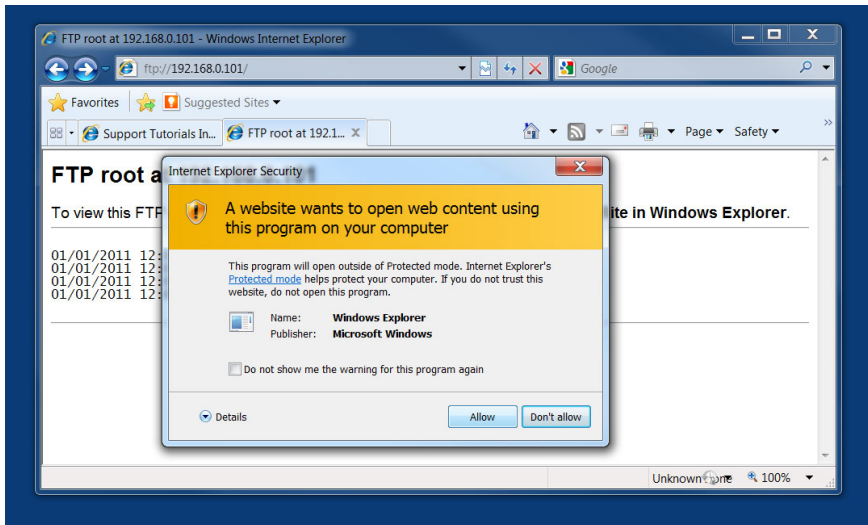 FTP root at 192.168.0.101 - Windows Internet Explorer
ftp://192.168.0.101/
Google
Favorites
Suggested Sites
Support Tutorials In...
FTP root at 192.1...
Page
Safety
FTP root at
Internet Explorer Security
To view this FTP
ite in Windows Explorer.
01/01/2011 12:
01/01/2011 12:
01/01/2011 12:
01/01/2011 12:
A website wants to open web content using
this program on your computer
This program will open outside of Protected mode. Internet Explorer's
Protected mode helps protect your computer. If you do not trust this
website, do not open this program.
Name: Windows Explorer
Publisher: Microsoft Windows
Do not show me the warning for this program again
Details
Allow
Don't allow
100%